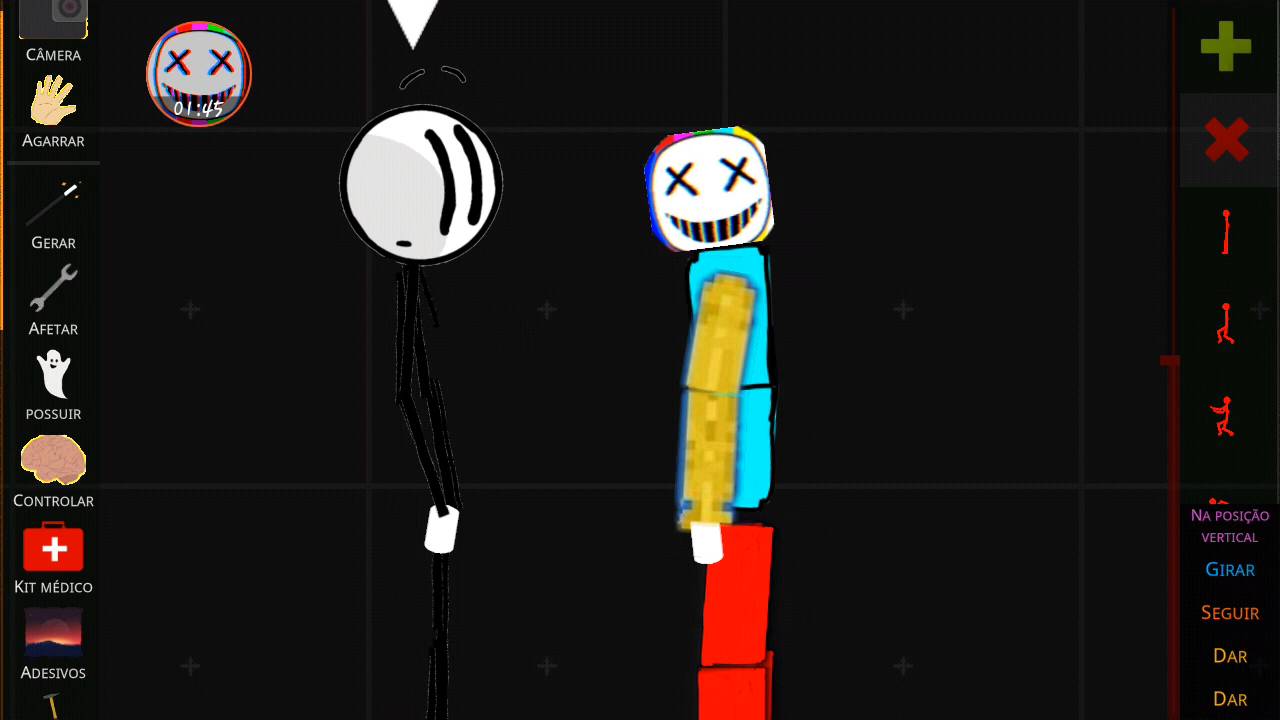 Câmera
Agarrar
Gerar
Afetar
possuir
Controlar
Kit médico
Adesivos
01:45
Na posição
vertical
Girar
Seguir
Dar
Dar